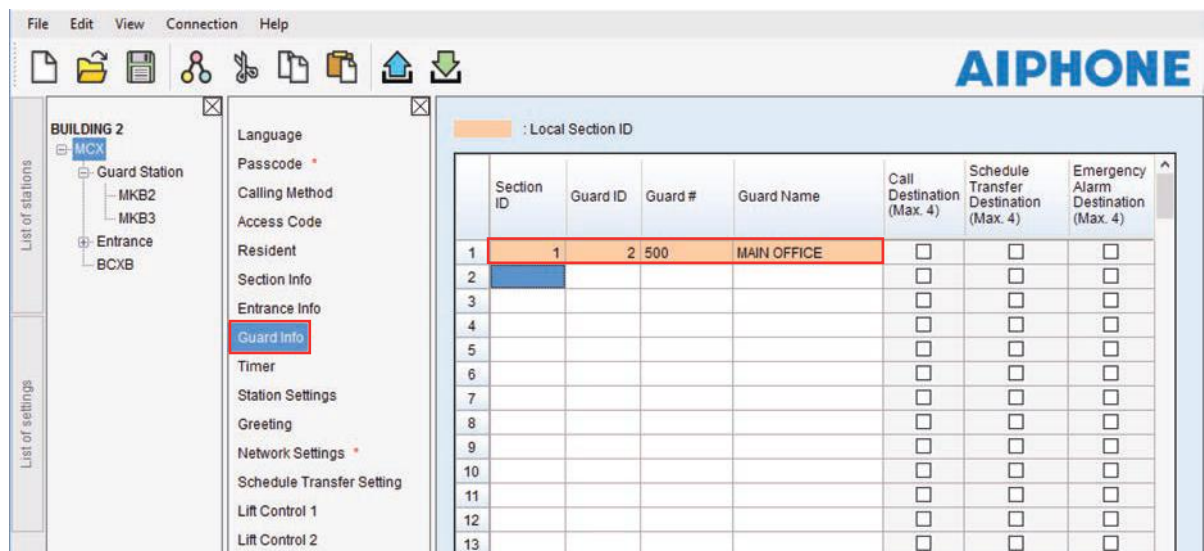 File Edit View Connection Help
AIPHONE
List of stations
List of settings
BUILDING 2
MCX
Guard Station
MKB2
MKB3
Entrance
BCXB
Language
Passcode *
Calling Method
Access Code
Resident
Section Info
Entrance Info
Guard Info
Timer
Station Settings
Greeting
Network Settings *
Schedule Transfer Setting
Lift Control 1
Lift Control 2
: Local Section ID
Section ID Guard ID Guard # Guard Name Call Destination (Max. 4) Schedule Transfer Destination (Max. 4) Emergency Alarm Destination (Max. 4)
1 1 2 500 MAIN OFFICE
2
3
4
5
6
7
8
9
10
11
12
13